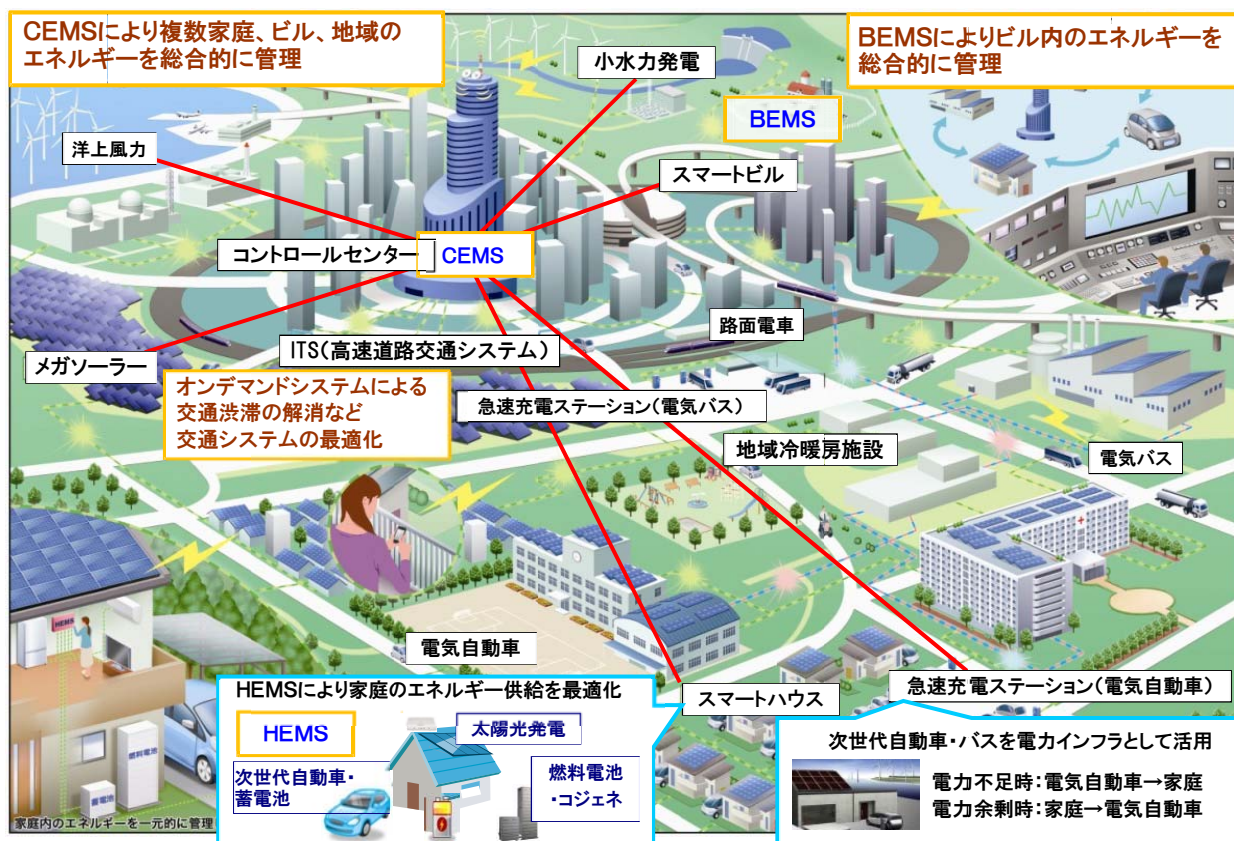 CEMSにより複数家庭、ビル、地域の
エネルギーを総合的に管理
BEMSによりビル内のエネルギーを
総合的に管理
小水力発電
BEMS
洋上風力
スマートビル
コントロールセンター
CEMS
路面電車
ITS(高速道路交通システム)
メガソーラー
オンデマンドシステムによる
交通渋滞の解消など
交通システムの最適化
急速充電ステーション(電気バス)
地域冷暖房施設
電気バス
HEMS
電気自動車
燃料電池
蓄電池
家庭内のエネルギーを一元的に管理
HEMSにより家庭のエネルギー供給を最適化
HEMS
太陽光発電
次世代自動車・
蓄電池
燃料電池
・コジェネ
スマートハウス
急速充電ステーション(電気自動車)
次世代自動車・バスを電力インフラとして活用
電力不足時:電気自動車→家庭
電力余剰時:家庭→電気自動車